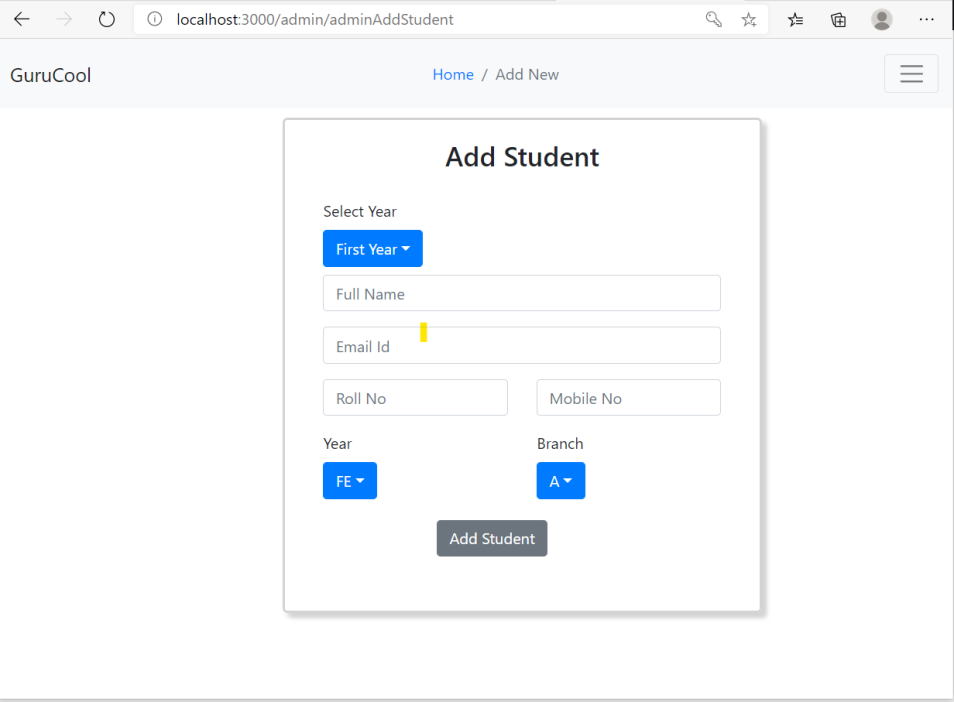 localhost:3000/admin/adminAddStudent
GuruCool
Home / Add New
Add Student
Select Year
First Year
Full Name
Email Id
Roll No Mobile No
Year Branch
FE A
Add Student